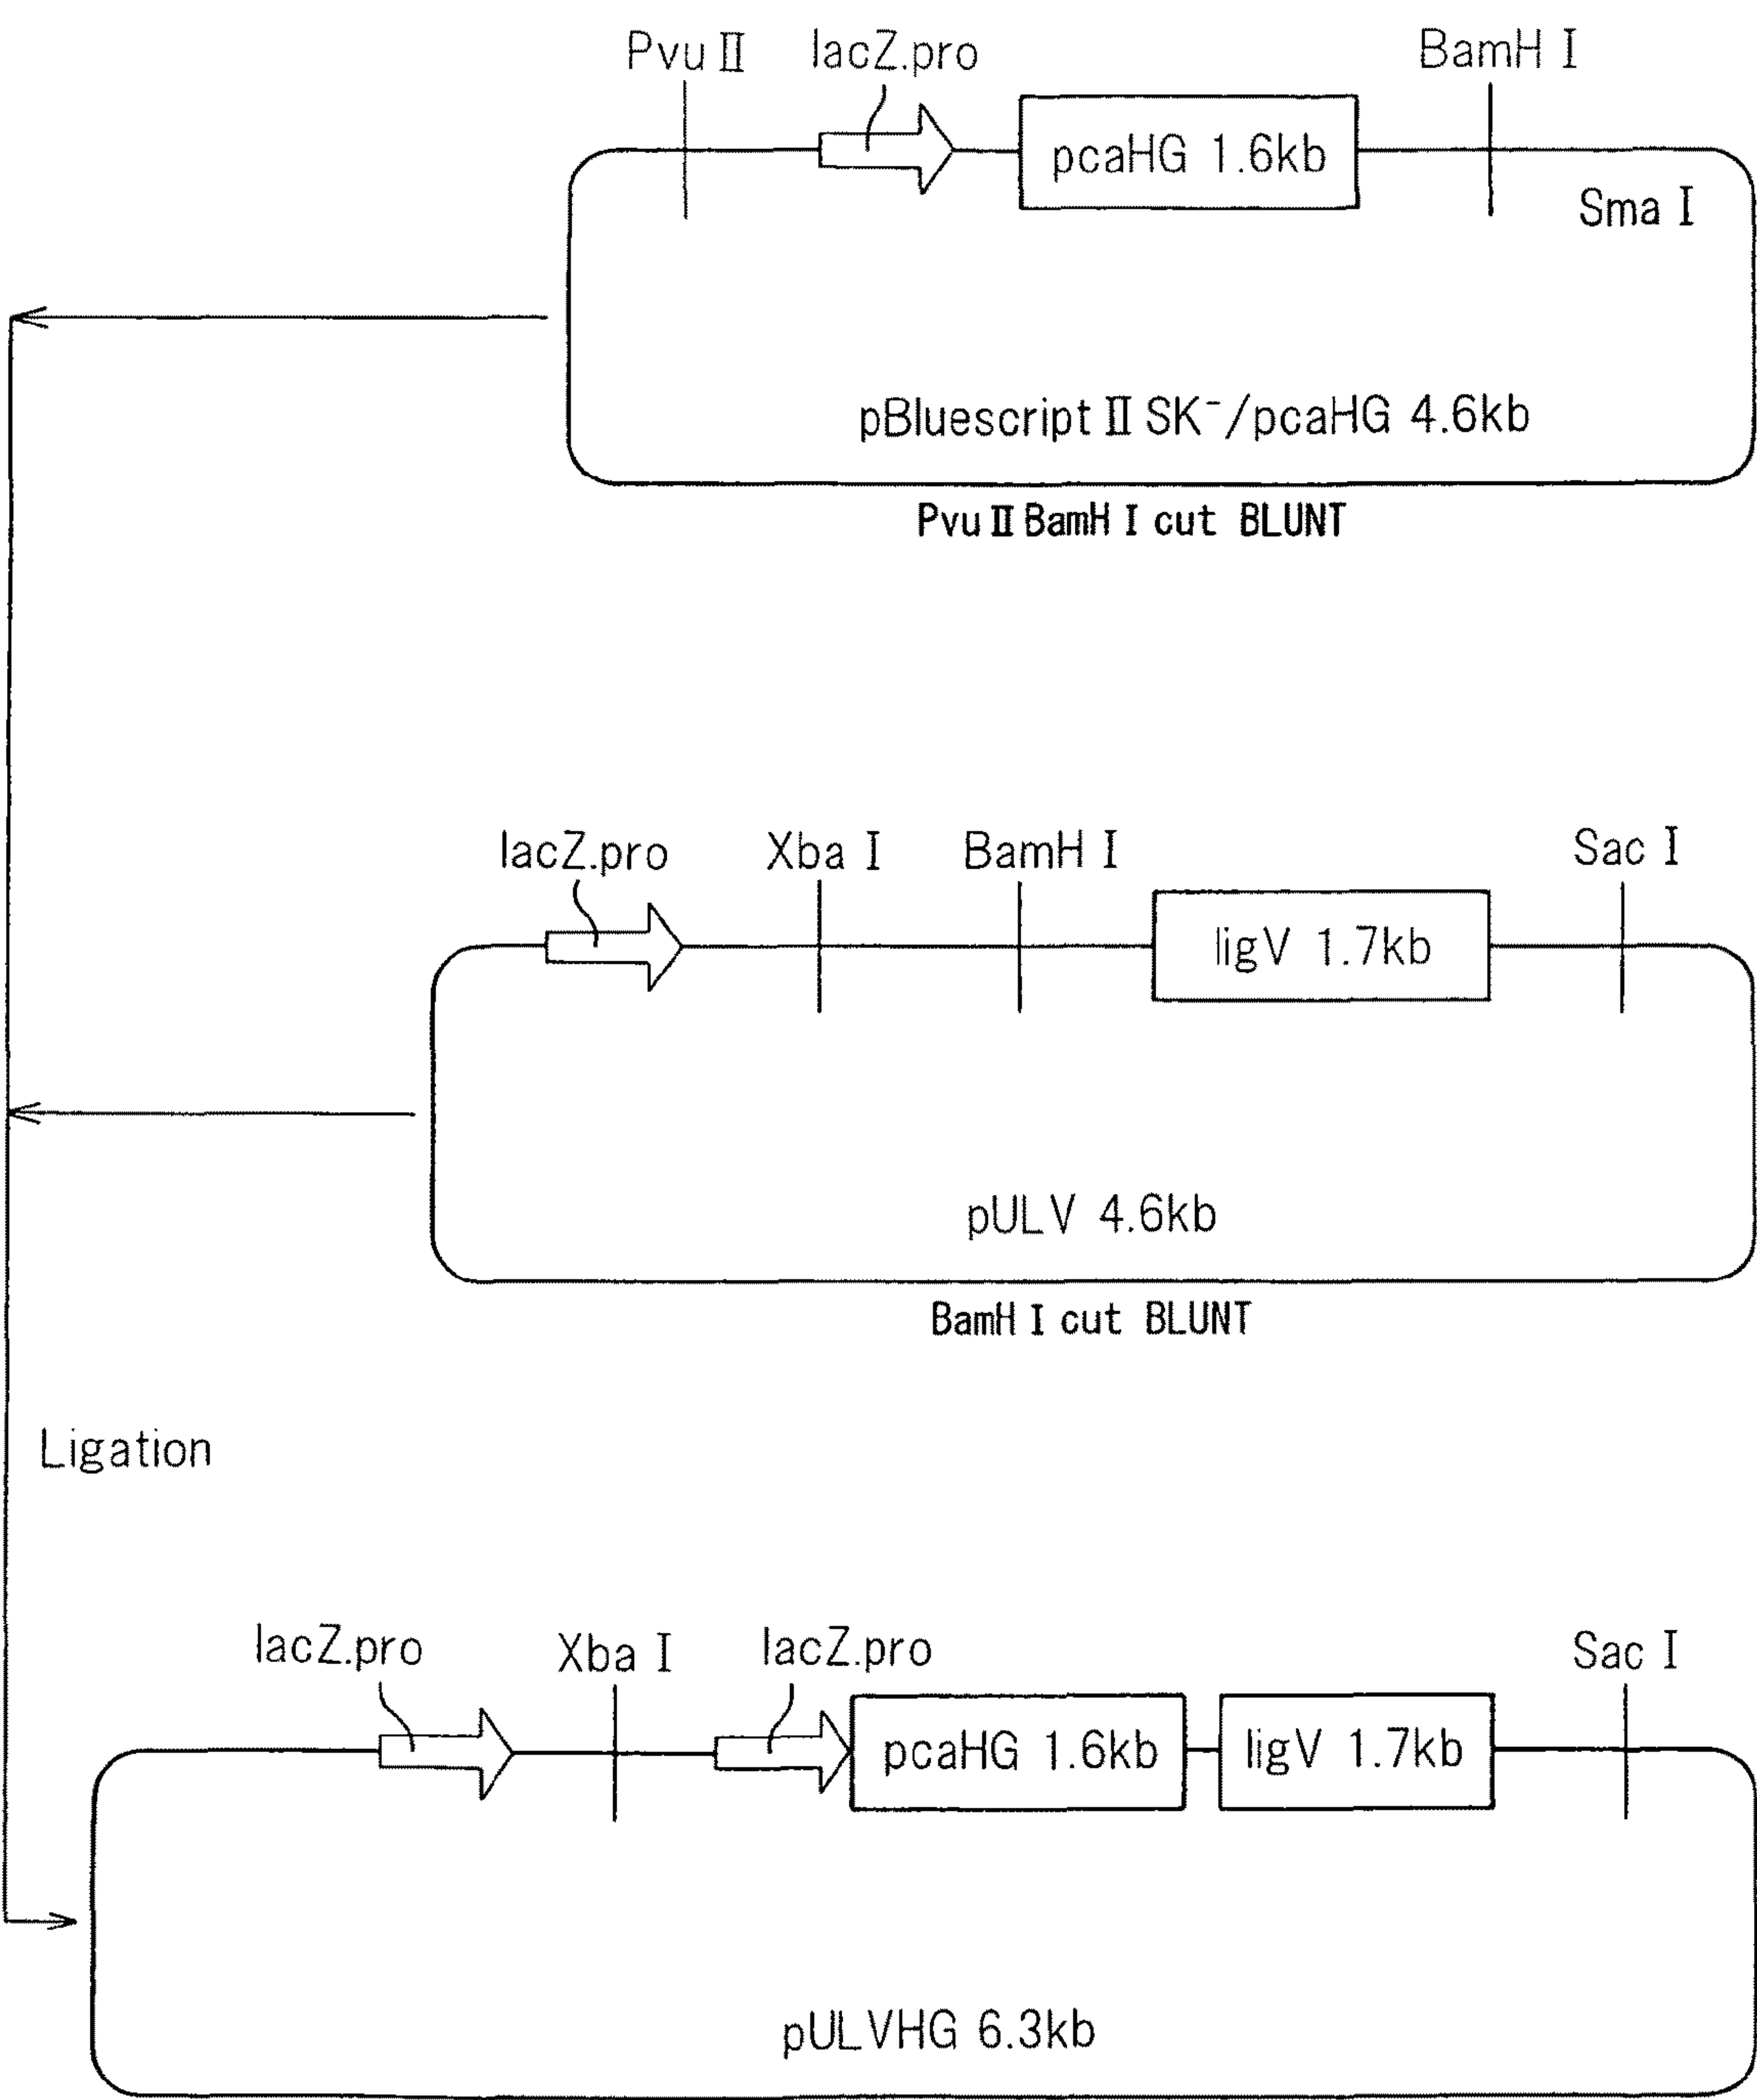 Pvu Ⅱ lacZ.pro BamH Ⅰ
pcaHG 1.6kb
Sma Ⅰ
pBluescript Ⅱ SK⁻/pcaHG 4.6kb
Pvu Ⅱ BamH Ⅰ cut BLUNT
lacZ.pro Xba Ⅰ BamH Ⅰ Sac Ⅰ
ligV 1.7kb
pULV 4.6kb
BamH Ⅰ cut BLUNT
Ligation
lacZ.pro Xba Ⅰ lacZ.pro Sac Ⅰ
pcaHG 1.6kb ligV 1.7kb
pULVHG 6.3kb